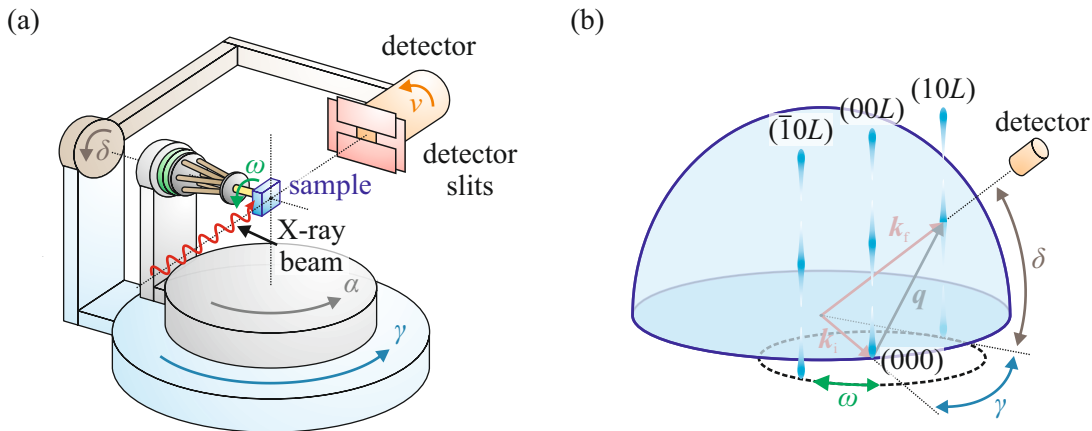 (a)
detector
ν
δ
ω
sample
detector
slits
X-ray
beam
α
γ
(b)
(10L)
(00L)
(1̄0L)
detector
k_f
q
δ
k_i
(000)
ω
γ